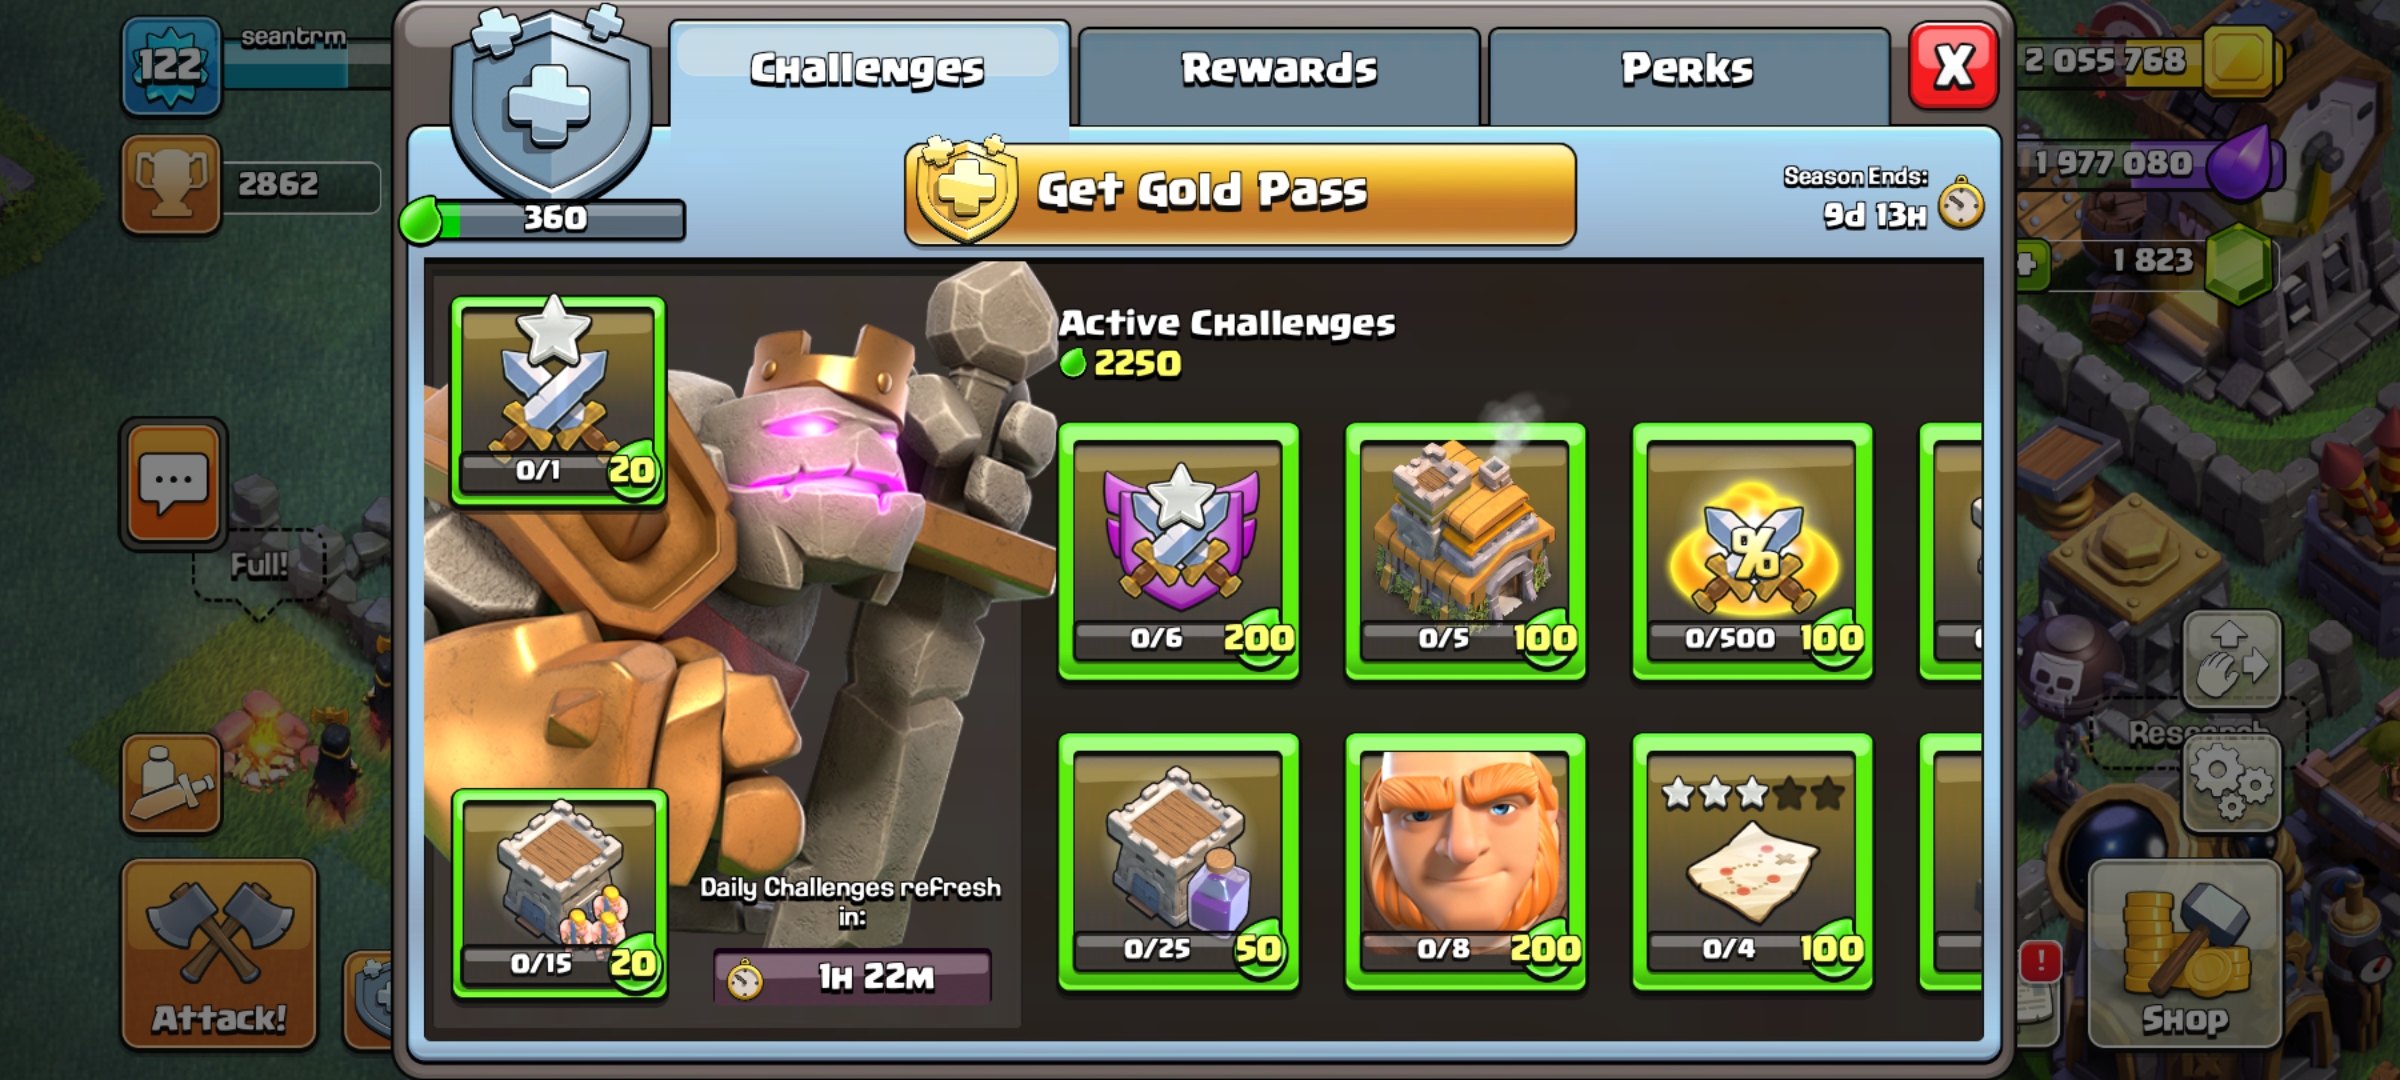 122
seantrm
2862
Challenges
Rewards
Perks
X
2 055 768
1 977 080
1 823
360
Get Gold Pass
Season Ends:
9d 13h
Active Challenges
2250
0/1
20
0/6
200
0/5
100
0/500
100
%
Full!
0/15
20
Daily Challenges refresh
in:
1h 22m
0/25
50
0/8
200
0/4
100
Research
Attack!
!
Shop